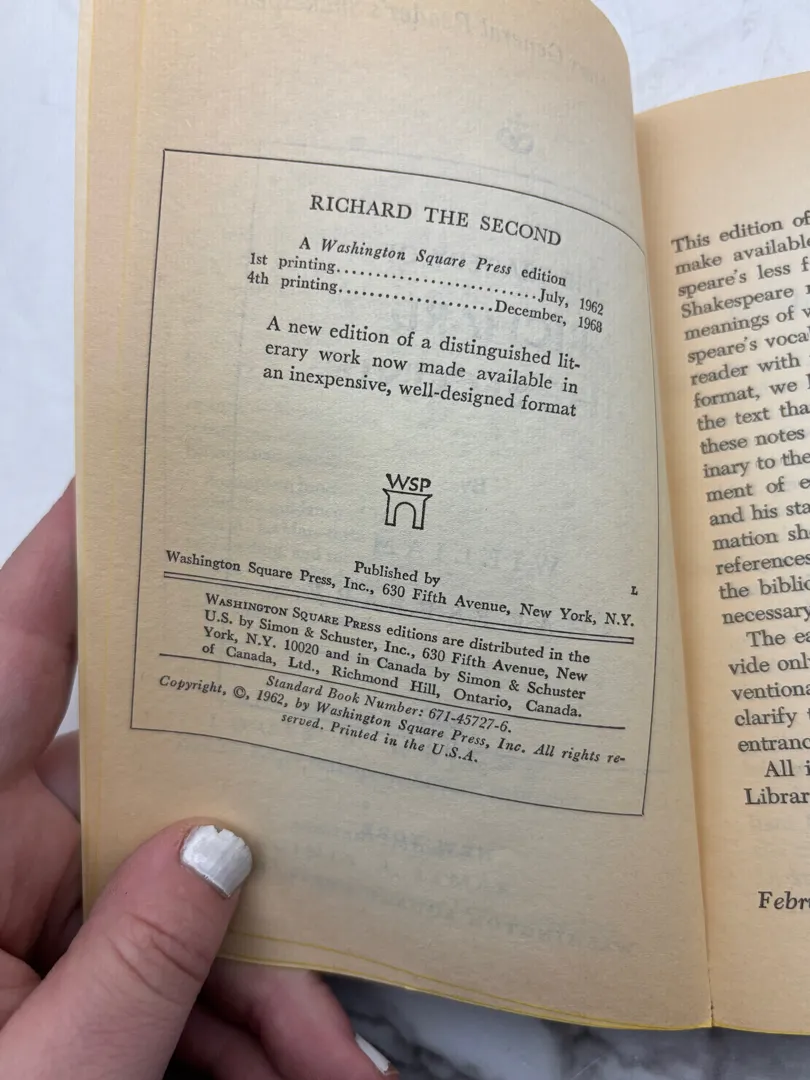 RICHARD THE SECOND
A Washington Square Press edition
1st printing........................July, 1962
4th printing...................December, 1968
A new edition of a distinguished lit-
erary work now made available in
an inexpensive, well-designed format
WSP
Published by
L
Washington Square Press, Inc., 630 Fifth Avenue, New York, N.Y.
WASHINGTON SQUARE PRESS editions are distributed in the
U.S. by Simon & Schuster, Inc., 630 Fifth Avenue, New
York, N.Y. 10020 and in Canada by Simon & Schuster
of Canada, Ltd., Richmond Hill, Ontario, Canada.
Standard Book Number: 671-45727-6.
Copyright, ©, 1962, by Washington Square Press, Inc. All rights re-
served. Printed in the U.S.A.
This edition of
make available
speare's less f
Shakespeare
meanings of v
speare's voca
reader with
format, we
the text tha
these notes
inary to the
ment of e
and his sta
mation sh
references
the biblio
necessary
The ea
vide onl
ventiona
clarify t
entranc
All i
Librar
Febr